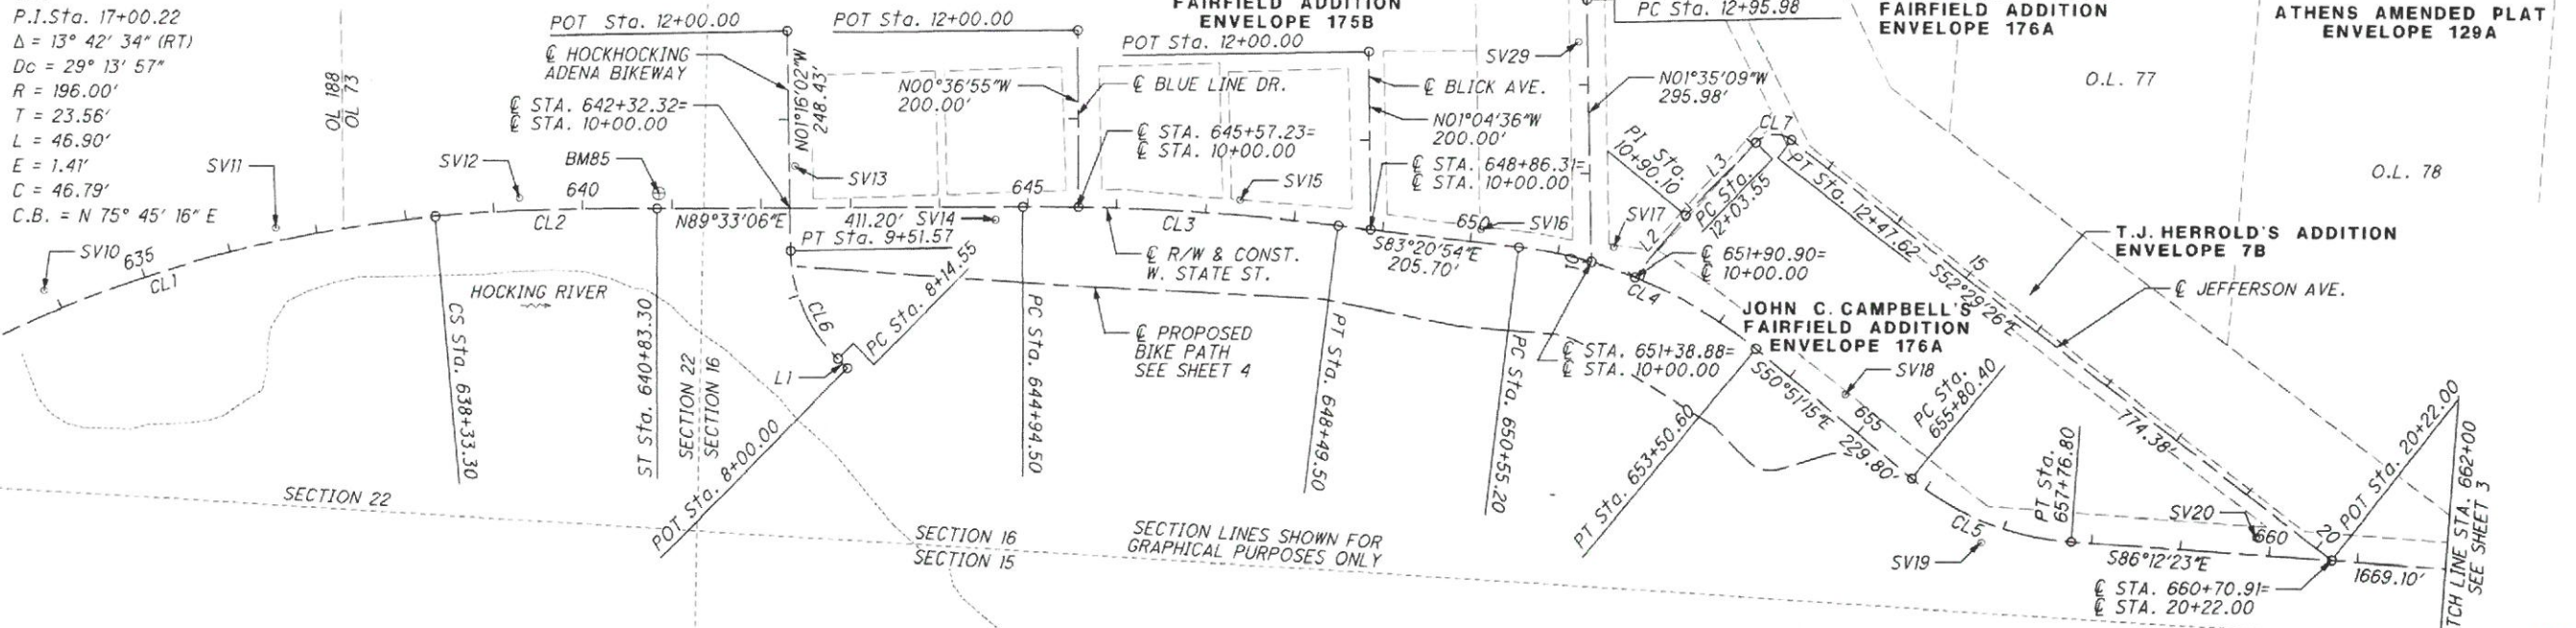 P.I.Sta. 17+00.22
Δ = 13° 42' 34" (RT)
Dc = 29° 13' 57"
R = 196.00'
T = 23.56'
L = 46.90'
E = 1.41'
C = 46.79'
C.B. = N 75° 45' 16" E
SV10
635
CL1
SV11
OL 188
OL 73
HOCKING RIVER
CS Sta. 638+33.30
SECTION 22
POT Sta. 12+00.00
℄ HOCKHOCKING
ADENA BIKEWAY
N01°16'02"W
248.43'
℄ STA. 642+32.32=
℄ STA. 10+00.00
SV12
BM85
640
CL2
SV13
N89°33'06"E
411.20'
SV14
PT Sta. 9+51.57
CL6
PC Sta. 8+14.55
L1
POT Sta. 8+00.00
ST Sta. 640+83.30
SECTION 22
SECTION 16
POT Sta. 12+00.00
N00°36'55"W
200.00'
℄ BLUE LINE DR.
℄ STA. 645+57.23=
℄ STA. 10+00.00
645
SV15
CL3
℄ R/W & CONST.
W. STATE ST.
℄ PROPOSED
BIKE PATH
SEE SHEET 4
PC Sta. 644+94.50
SECTION 16
SECTION 15
SECTION LINES SHOWN FOR
GRAPHICAL PURPOSES ONLY
FAIRFIELD ADDITION
ENVELOPE 175B
POT Sta. 12+00.00
℄ BLICK AVE.
N01°04'36"W
200.00'
℄ STA. 648+86.31=
℄ STA. 10+00.00
SV29
650
SV16
S83°20'54"E
205.70'
PT Sta. 648+49.50
PC Sta. 650+55.20
PC Sta. 12+95.98
N01°35'09"W
295.98'
PI Sta.
10+90.10
SV17
L2
L3
PC Sta.
12+03.55
CL7
PT Sta. 12+47.62
℄ 651+90.90=
℄ 10+00.00
CL4
℄ STA. 651+38.88=
℄ STA. 10+00.00
JOHN C. CAMPBELL'S
FAIRFIELD ADDITION
ENVELOPE 176A
FAIRFIELD ADDITION
ENVELOPE 176A
ATHENS AMENDED PLAT
ENVELOPE 129A
O.L. 77
O.L. 78
T.J. HERROLD'S ADDITION
ENVELOPE 7B
℄ JEFFERSON AVE.
15
S52°29'26"E
774.38'
SV18
S50°51'15"E
655
229.80'
PT Sta. 653+50.60
PC Sta.
655+80.40
CL5
SV19
PT Sta.
657+76.80
S86°12'23"E
SV20
660
20
POT Sta. 20+22.00
℄ STA. 660+70.91=
℄ STA. 20+22.00
1669.10'
TCH LINE STA. 662+00
SEE SHEET 3